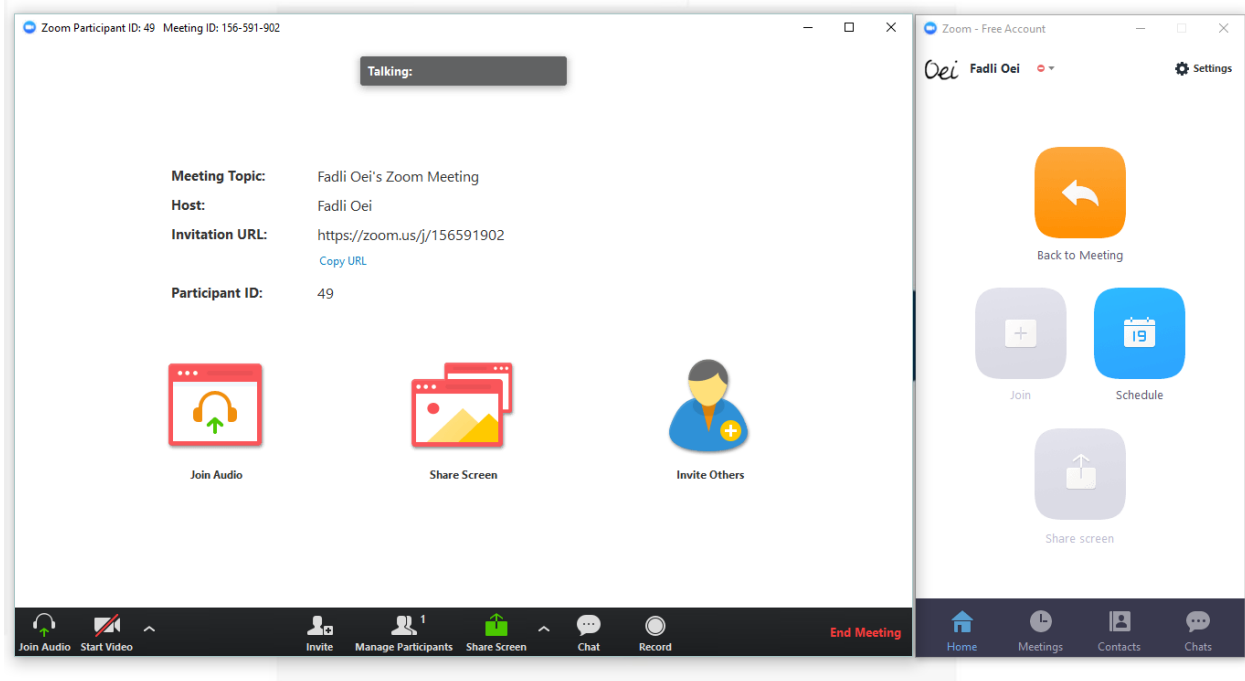 Zoom Participant ID: 49 Meeting ID: 156-591-902
Talking:
Meeting Topic: Fadli Oei's Zoom Meeting
Host: Fadli Oei
Invitation URL: https://zoom.us/j/156591902
Copy URL
Participant ID: 49
Join Audio Share Screen Invite Others
Join Audio Start Video Invite Manage Participants 1 Share Screen Chat Record End Meeting
Zoom - Free Account
Oei Fadli Oei Settings
Back to Meeting
19
Join Schedule
Share screen
Home Meetings Contacts Chats